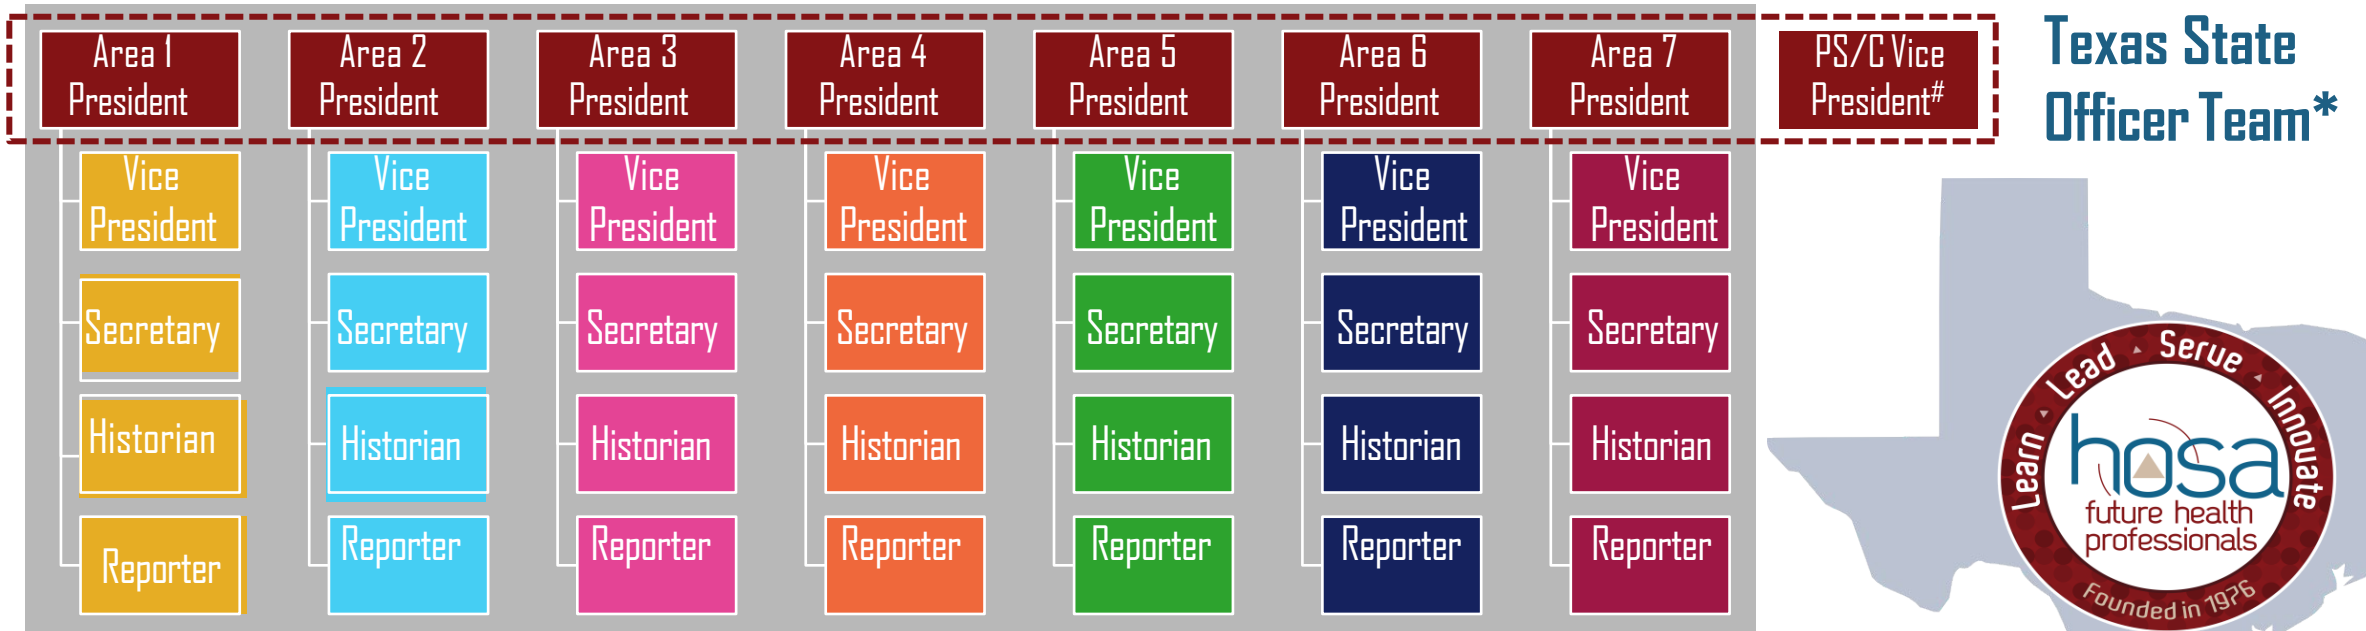 Area 1
President
Area 2
President
Area 3
President
Area 4
President
Area 5
President
Area 6
President
Area 7
President
PS/C Vice
President#
Texas State
Officer Team*
Vice
President
Vice
President
Vice
President
Vice
President
Vice
President
Vice
President
Vice
President
Secretary
Secretary
Secretary
Secretary
Secretary
Secretary
Secretary
Historian
Historian
Historian
Historian
Historian
Historian
Historian
Reporter
Reporter
Reporter
Reporter
Reporter
Reporter
Reporter
Learn Lead Serve Innovate
hosa
future health
professionals
Founded in 1976